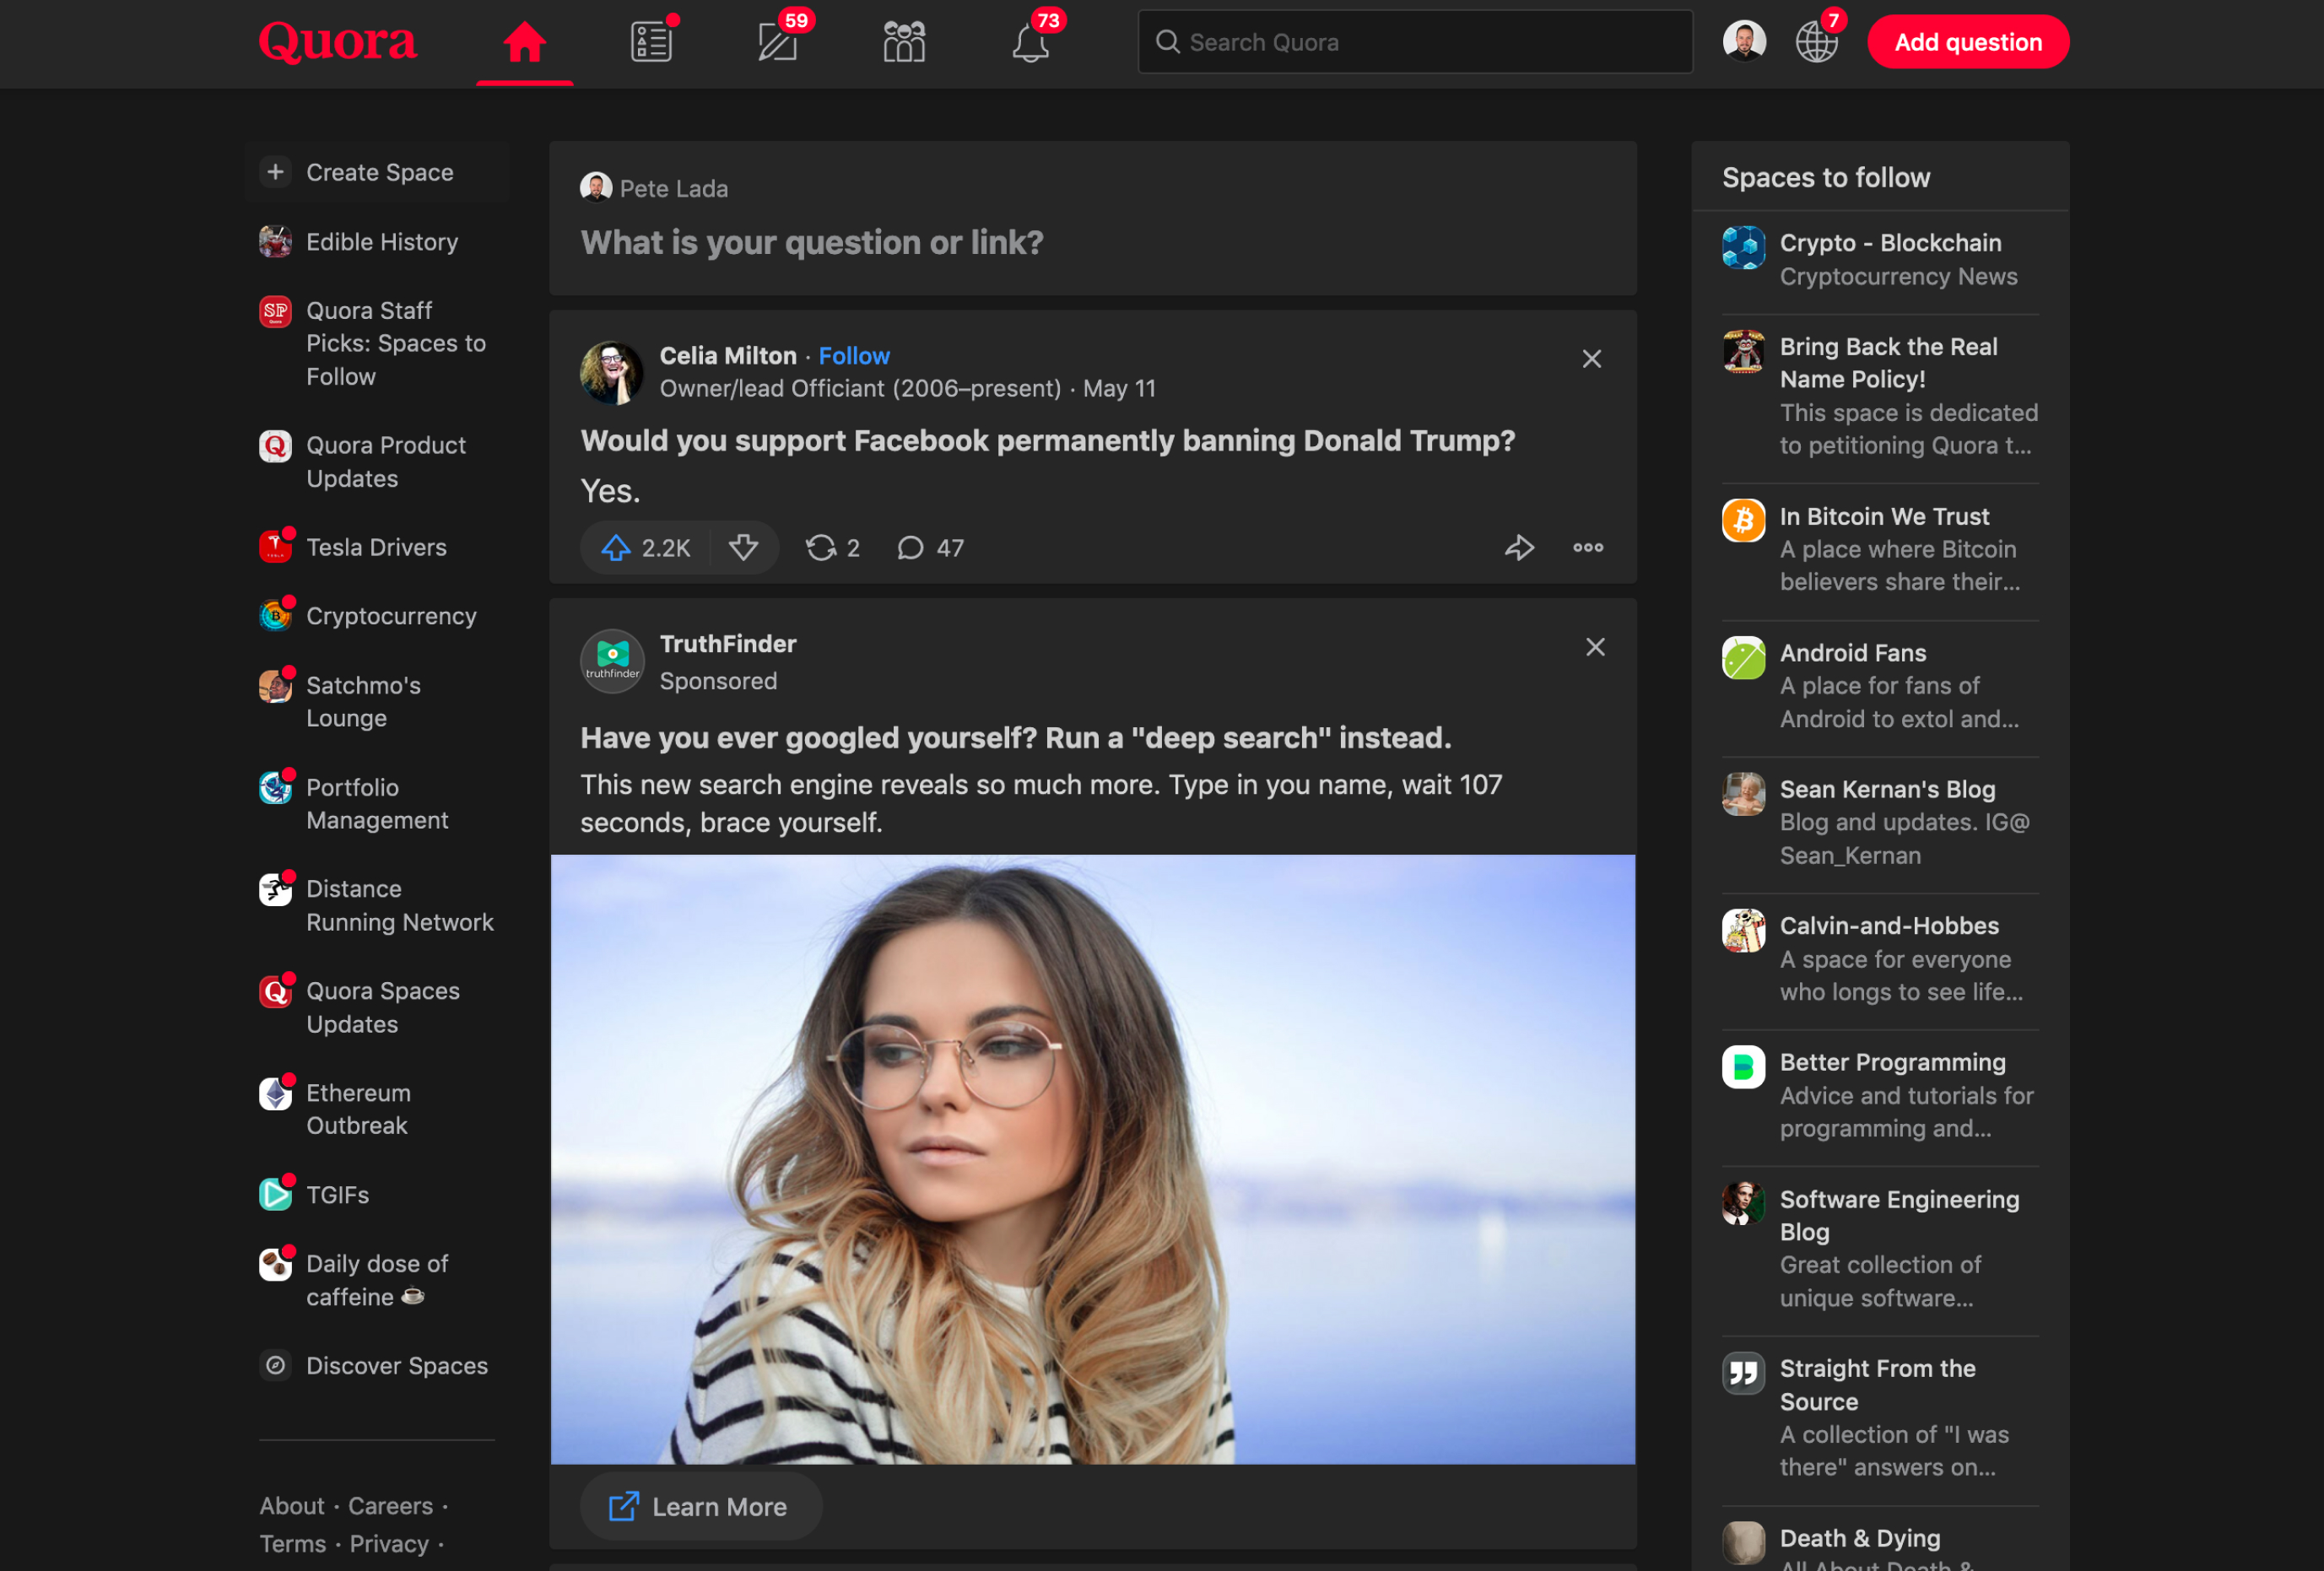 Quora
59
73
Search Quora
7
Add question
Create Space
Edible History
SP
Quora Staff
Picks: Spaces to
Follow
Q
Quora Product
Updates
Tesla Drivers
Cryptocurrency
Satchmo's
Lounge
Portfolio
Management
Distance
Running Network
Q
Quora Spaces
Updates
Ethereum
Outbreak
TGIFs
Daily dose of
caffeine ☕
Discover Spaces
About · Careers ·
Terms · Privacy ·
Pete Lada
What is your question or link?
Celia Milton · Follow
Owner/lead Officiant (2006–present) · May 11
Would you support Facebook permanently banning Donald Trump?
Yes.
2.2K
2
47
truthfinder
TruthFinder
Sponsored
Have you ever googled yourself? Run a "deep search" instead.
This new search engine reveals so much more. Type in you name, wait 107
seconds, brace yourself.
Learn More
Spaces to follow
Crypto - Blockchain
Cryptocurrency News
Bring Back the Real
Name Policy!
This space is dedicated
to petitioning Quora t...
In Bitcoin We Trust
A place where Bitcoin
believers share their...
Android Fans
A place for fans of
Android to extol and...
Sean Kernan's Blog
Blog and updates. IG@
Sean_Kernan
Calvin-and-Hobbes
A space for everyone
who longs to see life...
Better Programming
Advice and tutorials for
programming and...
Software Engineering
Blog
Great collection of
unique software...
Straight From the
Source
A collection of "I was
there" answers on...
Death & Dying
All About Death &